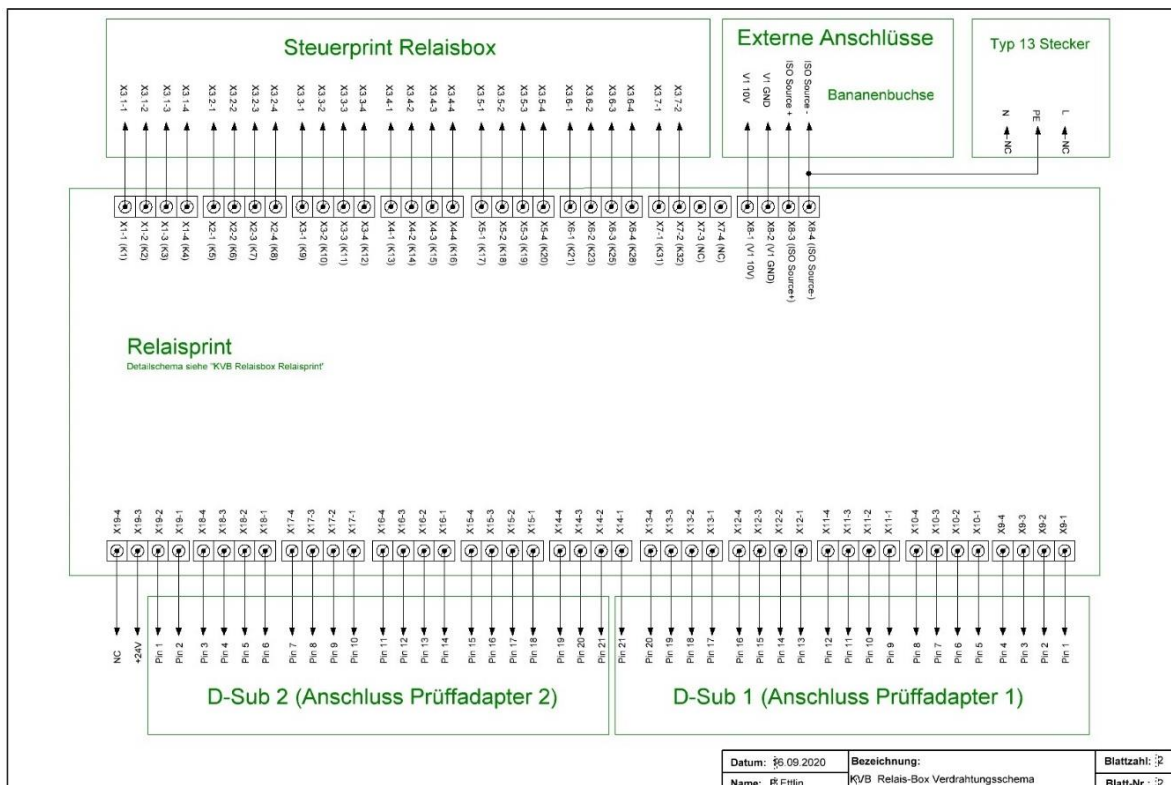 Steuerprint Relaisbox
Externe Anschlüsse
Typ 13 Stecker
Bananenbuchse
X3.1-1
X3.1-2
X3.1-3
X3.1-4
X3.2-1
X3.2-2
X3.2-3
X3.2-4
X3.3-1
X3.3-2
X3.3-3
X3.3-4
X3.4-1
X3.4-2
X3.4-3
X3.4-4
X3.5-1
X3.5-2
X3.5-3
X3.5-4
X3.6-1
X3.6-2
X3.6-3
X3.6-4
X3.7-1
X3.7-2
V1 10V
V1 GND
ISO Source +
ISO Source -
N
PE
L
NC
NC
X1-1 (K1)
X1-2 (K2)
X1-3 (K3)
X1-4 (K4)
X2-1 (K5)
X2-2 (K6)
X2-3 (K7)
X2-4 (K8)
X3-1 (K9)
X3-2 (K10)
X3-3 (K11)
X3-4 (K12)
X4-1 (K13)
X4-2 (K14)
X4-3 (K15)
X4-4 (K16)
X5-1 (K17)
X5-2 (K18)
X5-3 (K19)
X5-4 (K20)
X6-1 (K21)
X6-2 (K23)
X6-3 (K25)
X6-4 (K28)
X7-1 (K31)
X7-2 (K32)
X7-3 (NC)
X7-4 (NC)
X8-1 (V1 10V)
X8-2 (V1 GND)
X8-3 (ISO Source+)
X8-4 (ISO Source-)
Relaisprint
Detailschema siehe "KVB Relaisbox Relaisprint"
X19-4
X19-3
X19-2
X19-1
X18-4
X18-3
X18-2
X18-1
X17-4
X17-3
X17-2
X17-1
X16-4
X16-3
X16-2
X16-1
X15-4
X15-3
X15-2
X15-1
X14-4
X14-3
X14-2
X14-1
X13-4
X13-3
X13-2
X13-1
X12-4
X12-3
X12-2
X12-1
X11-4
X11-3
X11-2
X11-1
X10-4
X10-3
X10-2
X10-1
X9-4
X9-3
X9-2
X9-1
NC
+24V
Pin 1
Pin 2
Pin 3
Pin 4
Pin 5
Pin 6
Pin 7
Pin 8
Pin 9
Pin 10
Pin 11
Pin 12
Pin 13
Pin 14
Pin 15
Pin 16
Pin 17
Pin 18
Pin 19
Pin 20
Pin 21
Pin 21
Pin 20
Pin 19
Pin 18
Pin 17
Pin 16
Pin 15
Pin 14
Pin 13
Pin 12
Pin 11
Pin 10
Pin 9
Pin 8
Pin 7
Pin 6
Pin 5
Pin 4
Pin 3
Pin 2
Pin 1
D-Sub 2 (Anschluss Prüffadapter 2)
D-Sub 1 (Anschluss Prüffadapter 1)
Datum:
Bezeichnung:
Blattzahl: 2
Name: Ettlin
KVB Relais-Box Verdrahtungsschema
Blatt-Nr.: 2